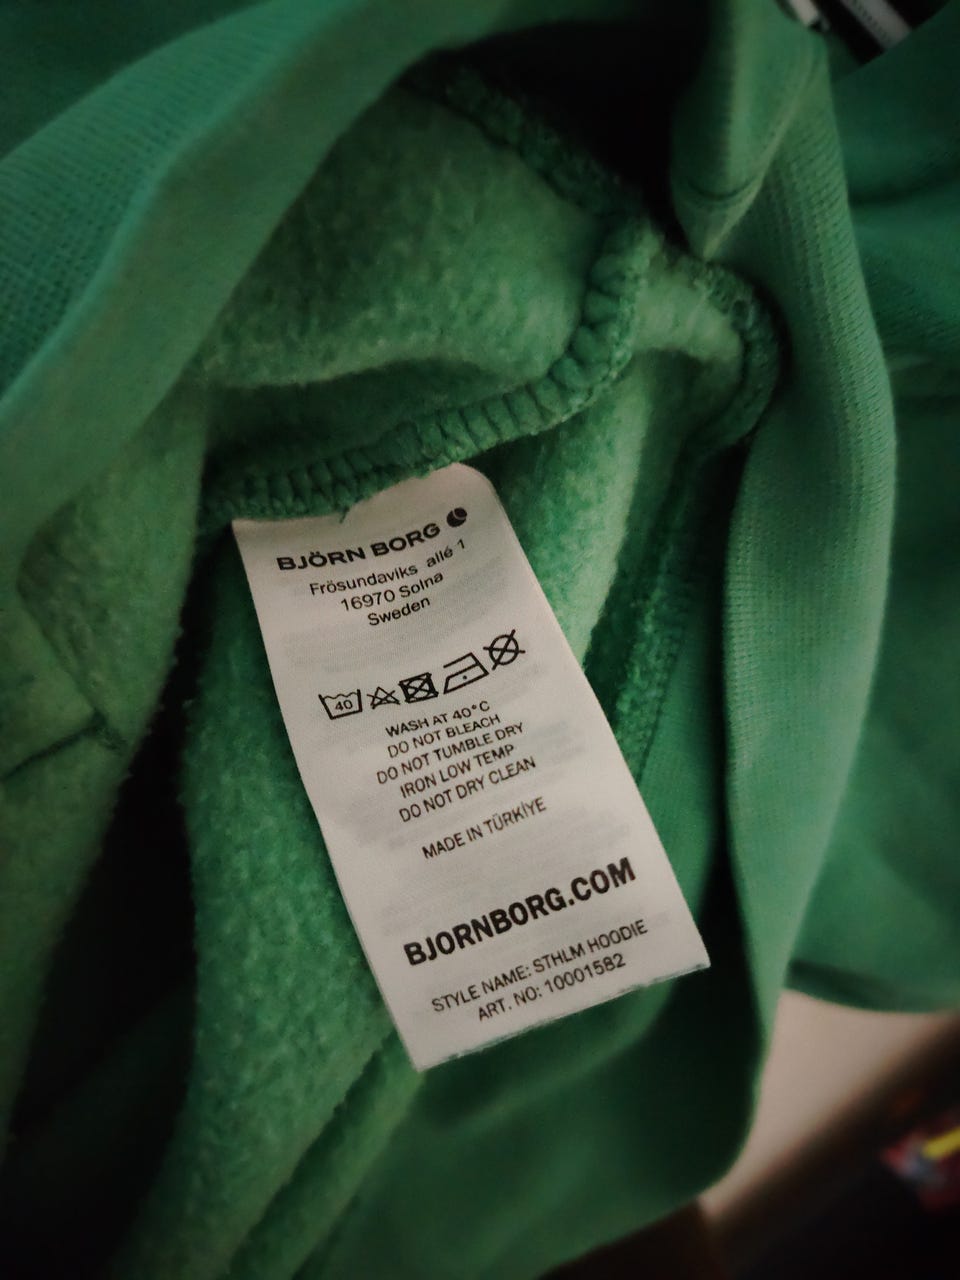 BJÖRN BORG
Frösundaviks allé 1
16970 Solna
Sweden
40
WASH AT 40°C
DO NOT BLEACH
DO NOT TUMBLE DRY
IRON LOW TEMP
DO NOT DRY CLEAN
MADE IN TÜRKİYE
BJORNBORG.COM
STYLE NAME: STHLM HOODIE
ART. NO: 10001582